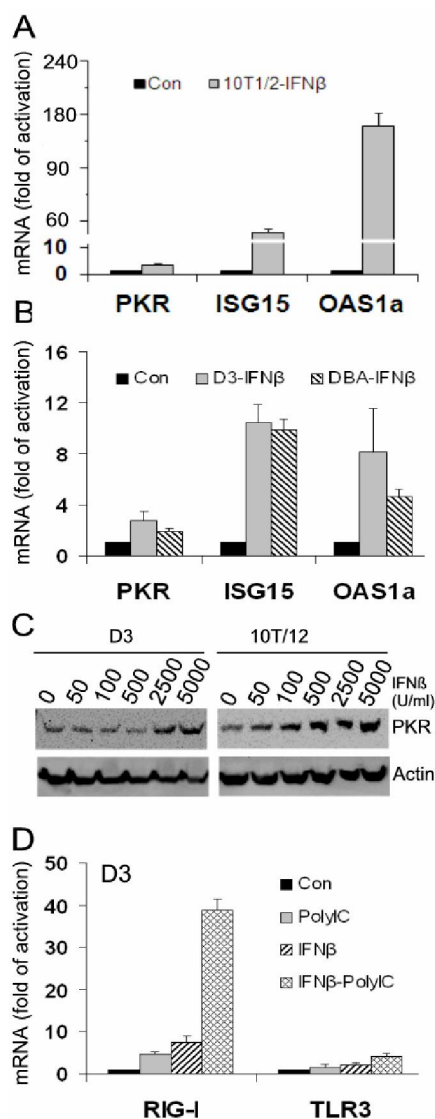 A
mRNA (fold of activation)
240
180
90
60
10
0
Con 10T1/2-IFNβ
PKR ISG15 OAS1a
B
mRNA (fold of activation)
16
12
8
4
0
Con D3-IFNβ DBA-IFNβ
PKR ISG15 OAS1a
C
D3 10T/12
0 50 100 500 2500 5000 0 50 100 500 2500 5000 IFNß
(U/ml)
PKR
Actin
D
mRNA (fold of activation)
50
40
30
20
10
0
D3
Con
PolyIC
IFNβ
IFNβ-PolyIC
RIG-I TLR3